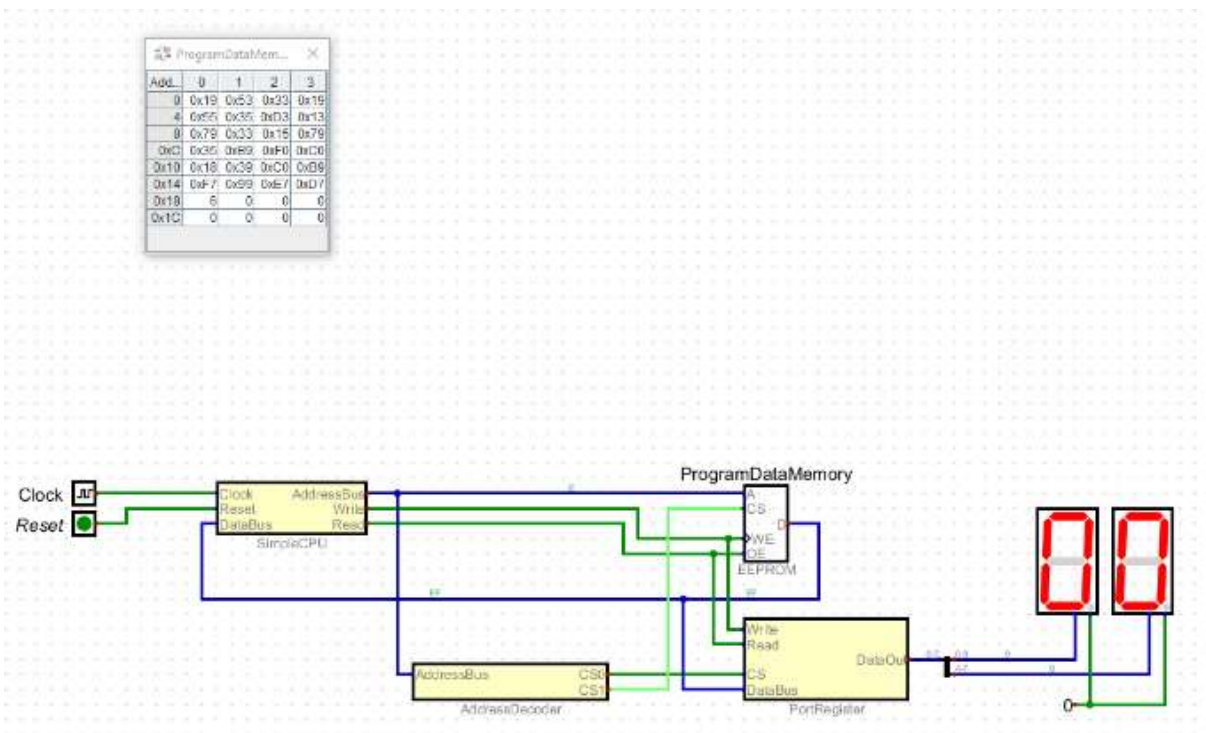 ProgramDataMem...
Add... 0 1 2 3
0 0x19 0x53 0x33 0x19
4 0x55 0x35 0xD3 0x13
8 0x79 0x33 0x15 0x79
0xC 0x35 0xB9 0xF0 0xC0
0x10 0x18 0x39 0xC0 0xB9
0x14 0xF7 0x99 0xE7 0xD7
0x18 6 0 0 0
0x1C 0 0 0 0
ProgramDataMemory
Clock
Clock AddressBus
A
Reset
Reset Write
CS
DataBus Read
D
SimpleCPU
WE
OE
EEPROM
00
Write
Read
DataOut
AddressBus CS0
CS
CS1
DataBus
AddressDecoder
PortRegister
0